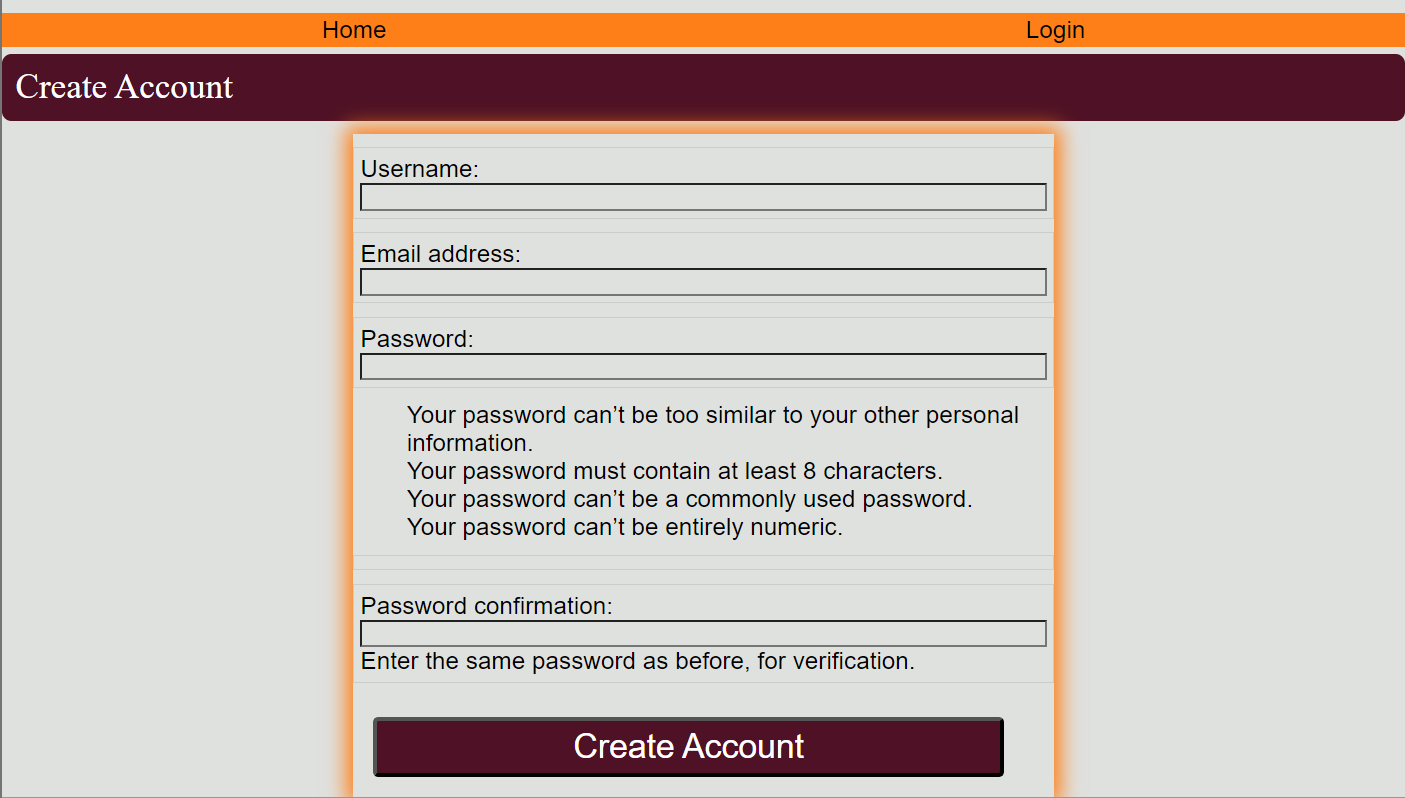 Home Login
Create Account
Username:
Email address:
Password:
Your password can’t be too similar to your other personal
information.
Your password must contain at least 8 characters.
Your password can’t be a commonly used password.
Your password can’t be entirely numeric.
Password confirmation:
Enter the same password as before, for verification.
Create Account